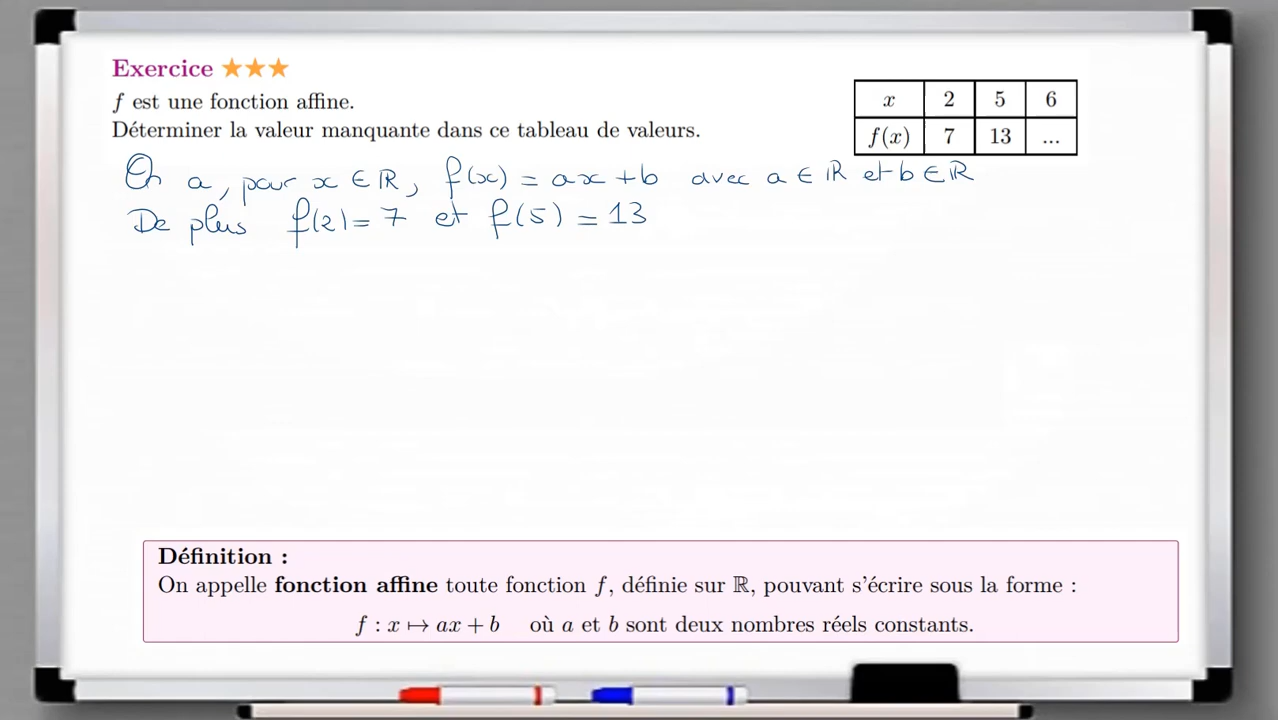 Exercice ★★★
f est une fonction affine.
Déterminer la valeur manquante dans ce tableau de valeurs.
x 2 5 6
f(x) 7 13 ...
On a, pour x ∈ ℝ, f(x) = ax + b avec a ∈ ℝ et b ∈ ℝ
De plus f(2) = 7 et f(5) = 13
Définition :
On appelle fonction affine toute fonction f, définie sur ℝ, pouvant s'écrire sous la forme :
f : x ↦ ax + b où a et b sont deux nombres réels constants.